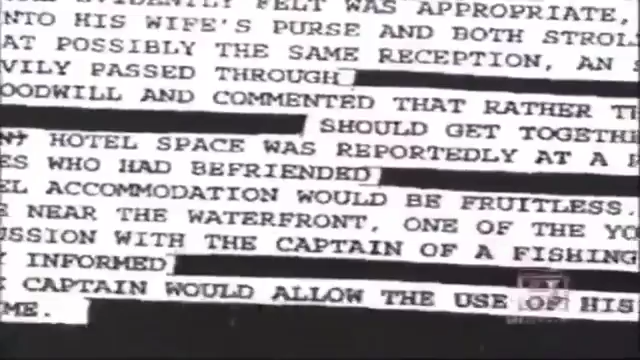 EVIDENTLY FELT WAS APPROPRIATE,
INTO HIS WIFE'S PURSE AND BOTH STROL
AT POSSIBLY THE SAME RECEPTION, AN
VILY PASSED THROUGH
OODWILL AND COMMENTED THAT RATHER T
SHOULD GET TOGETHE
HOTEL SPACE WAS REPORTEDLY AT A
ES WHO HAD BEFRIENDED
EL ACCOMMODATION WOULD BE FRUITLESS.
E NEAR THE WATERFRONT, ONE OF THE YO
USSION WITH THE CAPTAIN OF A FISHING
Y INFORMED
E CAPTAIN WOULD ALLOW THE USE OF HIS
ME.